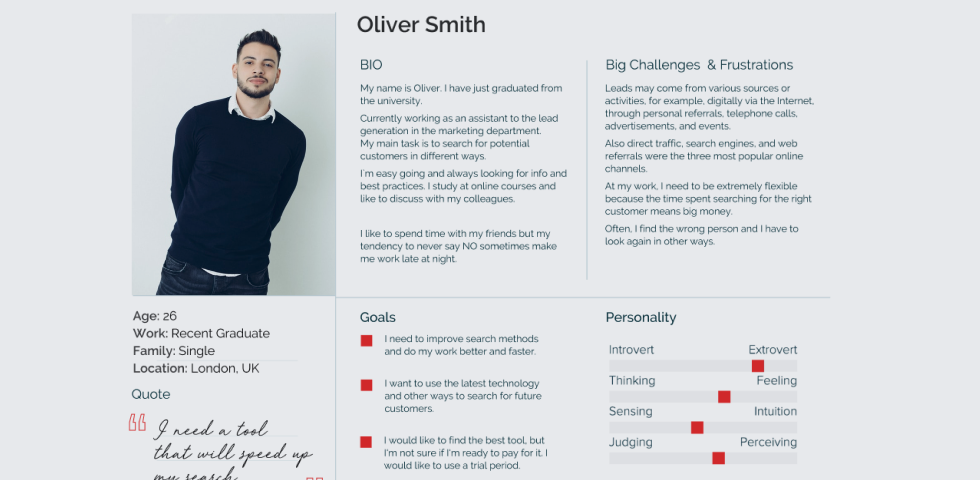 Oliver Smith
BIO
My name is Oliver. I have just graduated from
the university.
Currently working as an assistant to the lead
generation in the marketing department.
My main task is to search for potential
customers in different ways.
I'm easy going and always looking for info and
best practices. I study at online courses and
like to discuss with my colleagues.
I like to spend time with my friends but my
tendency to never say NO sometimes make
me work late at night.
Big Challenges & Frustrations
Leads may come from various sources or
activities, for example, digitally via the Internet,
through personal referrals, telephone calls,
advertisements, and events.
Also direct traffic, search engines, and web
referrals were the three most popular online
channels.
At my work, I need to be extremely flexible
because the time spent searching for the right
customer means big money.
Often, I find the wrong person and I have to
look again in other ways.
Age: 26
Work: Recent Graduate
Family: Single
Location: London, UK
Quote
I need a tool
that will speed up
my search
Goals
I need to improve search methods
and do my work better and faster.
I want to use the latest technology
and other ways to search for future
customers.
I would like to find the best tool, but
I'm not sure if I'm ready to pay for it. I
would like to use a trial period.
Personality
Introvert Extrovert
Thinking Feeling
Sensing Intuition
Judging Perceiving